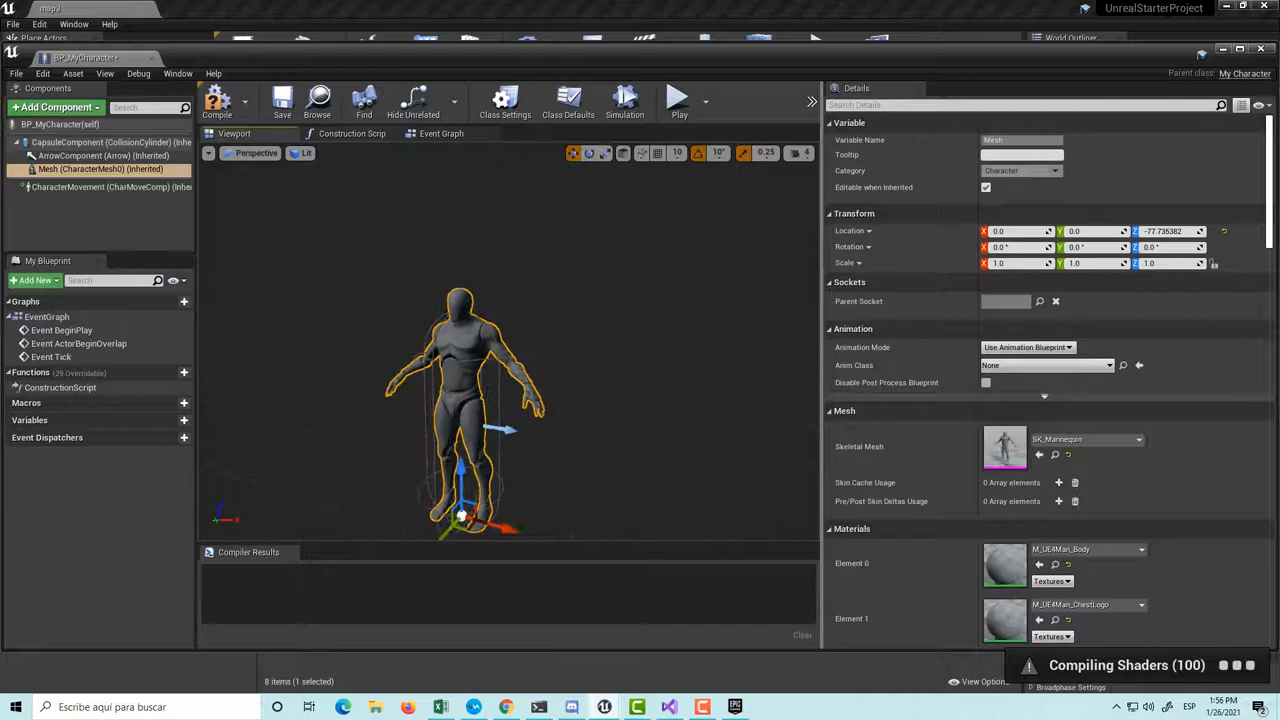 map3
UnrealStarterProject
File Edit Window Help
Place Actors
World Outliner
BP_MyCharacter*
File Edit Asset View Debug Window Help
Parent class: My Character
Components
+ Add Component
Search
BP_MyCharacter(self)
CapsuleComponent (CollisionCylinder) (Inhe
ArrowComponent (Arrow) (Inherited)
Mesh (CharacterMesh0) (Inherited)
CharacterMovement (CharMoveComp) (Inher
My Blueprint
+ Add New
Search
Graphs
EventGraph
Event BeginPlay
Event ActorBeginOverlap
Event Tick
Functions (29 Overridable)
ConstructionScript
Macros
Variables
Event Dispatchers
Compile
Save
Browse
Find
Hide Unrelated
Class Settings
Class Defaults
Simulation
Play
Viewport
Construction Scrip
Event Graph
Perspective
Lit
10
10°
0.25
4
Compiler Results
Clear
Details
Search Details
Variable
Variable Name Mesh
Tooltip
Category Character
Editable when Inherited
Transform
Location X 0.0 Y 0.0 Z -77.735382
Rotation X 0.0 ° Y 0.0 ° Z 0.0 °
Scale X 1.0 Y 1.0 Z 1.0
Sockets
Parent Socket
Animation
Animation Mode Use Animation Blueprint
Anim Class None
Disable Post Process Blueprint
Mesh
Skeletal Mesh SK_Mannequin
Skin Cache Usage 0 Array elements
Pre/Post Skin Deltas Usage 0 Array elements
Materials
Element 0 M_UE4Man_Body
Textures
Element 1 M_UE4Man_ChestLogo
Textures
Compiling Shaders (100)
8 items (1 selected)
View Option
Broadphase Settings
Escribe aquí para buscar
ESP
1:56 PM
1/26/2021
2